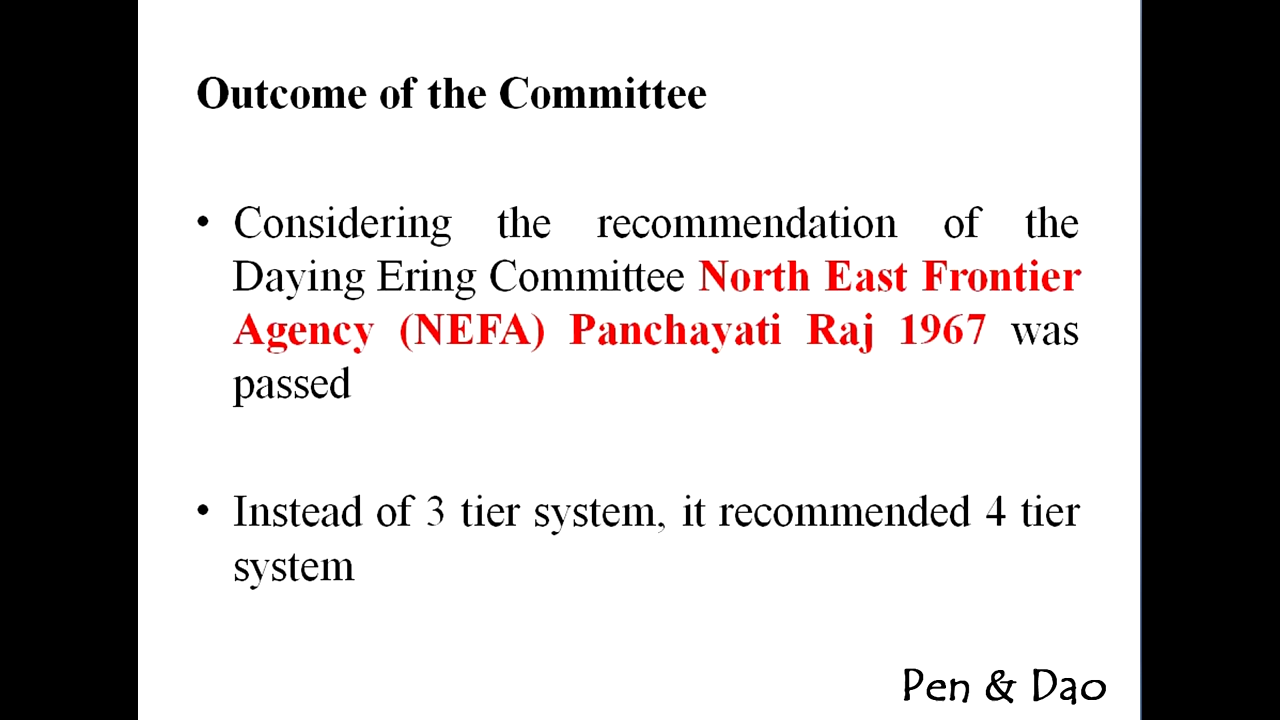 Outcome of the Committee
• Considering the recommendation of the
Daying Ering Committee North East Frontier
Agency (NEFA) Panchayati Raj 1967 was
passed
• Instead of 3 tier system, it recommended 4 tier
system
Pen & Dao